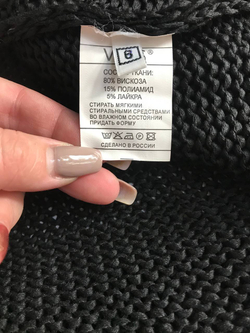 6
СОСТАВ ТКАНИ:
80% ВИСКОЗА
15% ПОЛИАМИД
5% ЛАЙКРА
СТИРАТЬ МЯГКИМИ
СТИРАЛЬНЫМИ СРЕДСТВАМИ
ВО ВЛАЖНОМ СОСТОЯНИИ
ПРИДАТЬ ФОРМУ
СДЕЛАНО В РОССИИ